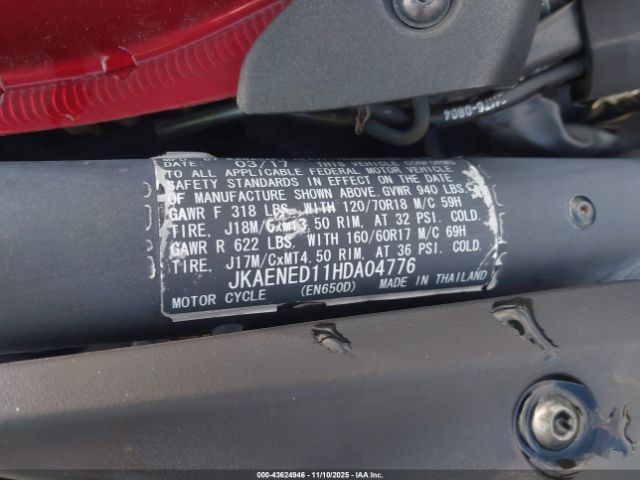 DATE: 03/17 THIS VEHICLE CONFORMS
TO ALL APPLICABLE FEDERAL MOTOR VEHICLE
SAFETY STANDARDS IN EFFECT ON THE DATE
OF MANUFACTURE SHOWN ABOVE. GVWR 940 LBS.
GAWR F 318 LBS. WITH 120/70R18 M/C 59H
TIRE, J18M/CxMT3.50 RIM, AT 32 PSI. COLD.
GAWR R 622 LBS. WITH 160/60R17 M/C 69H
TIRE, J17M/CxMT4.50 RIM, AT 36 PSI. COLD.
JKAENED11HDA04776
MOTOR CYCLE (EN650D) MADE IN THAILAND
© IAA - 43624946 - 11/10/2025 - IAAI.COM